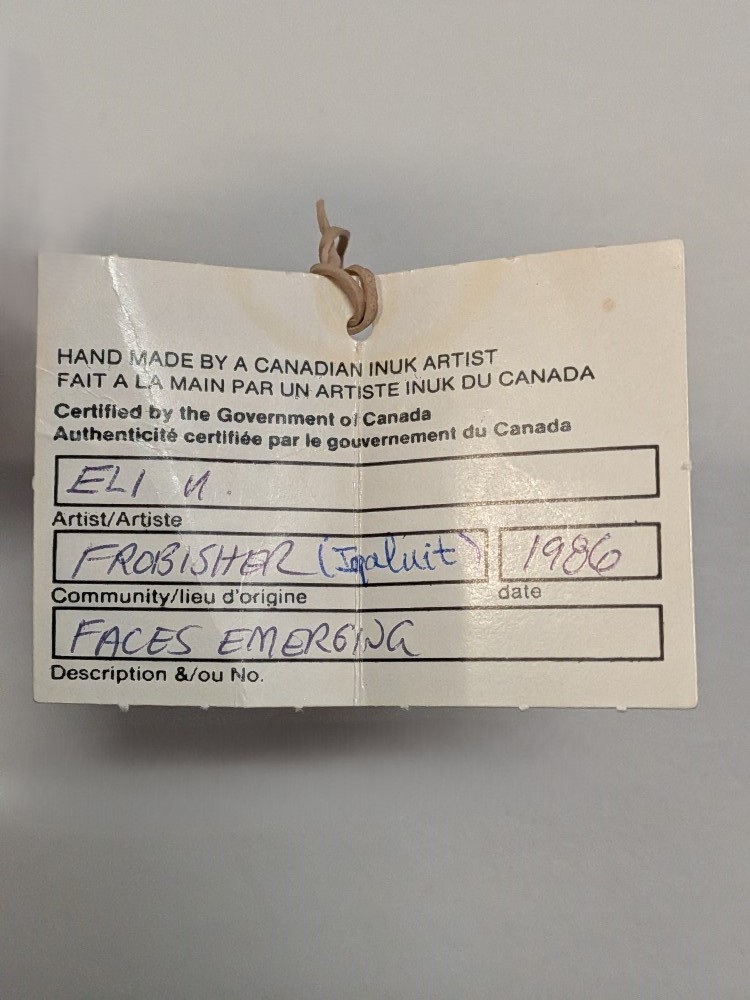 HAND MADE BY A CANADIAN INUK ARTIST
FAIT A LA MAIN PAR UN ARTISTE INUK DU CANADA
Certified by the Government of Canada
Authenticité certifiée par le gouvernement du Canada
ELI M.
Artist/Artiste
FROBISHER (Iqaluit) 1986
Community/lieu d'origine date
FACES EMERGING
Description &/ou No.